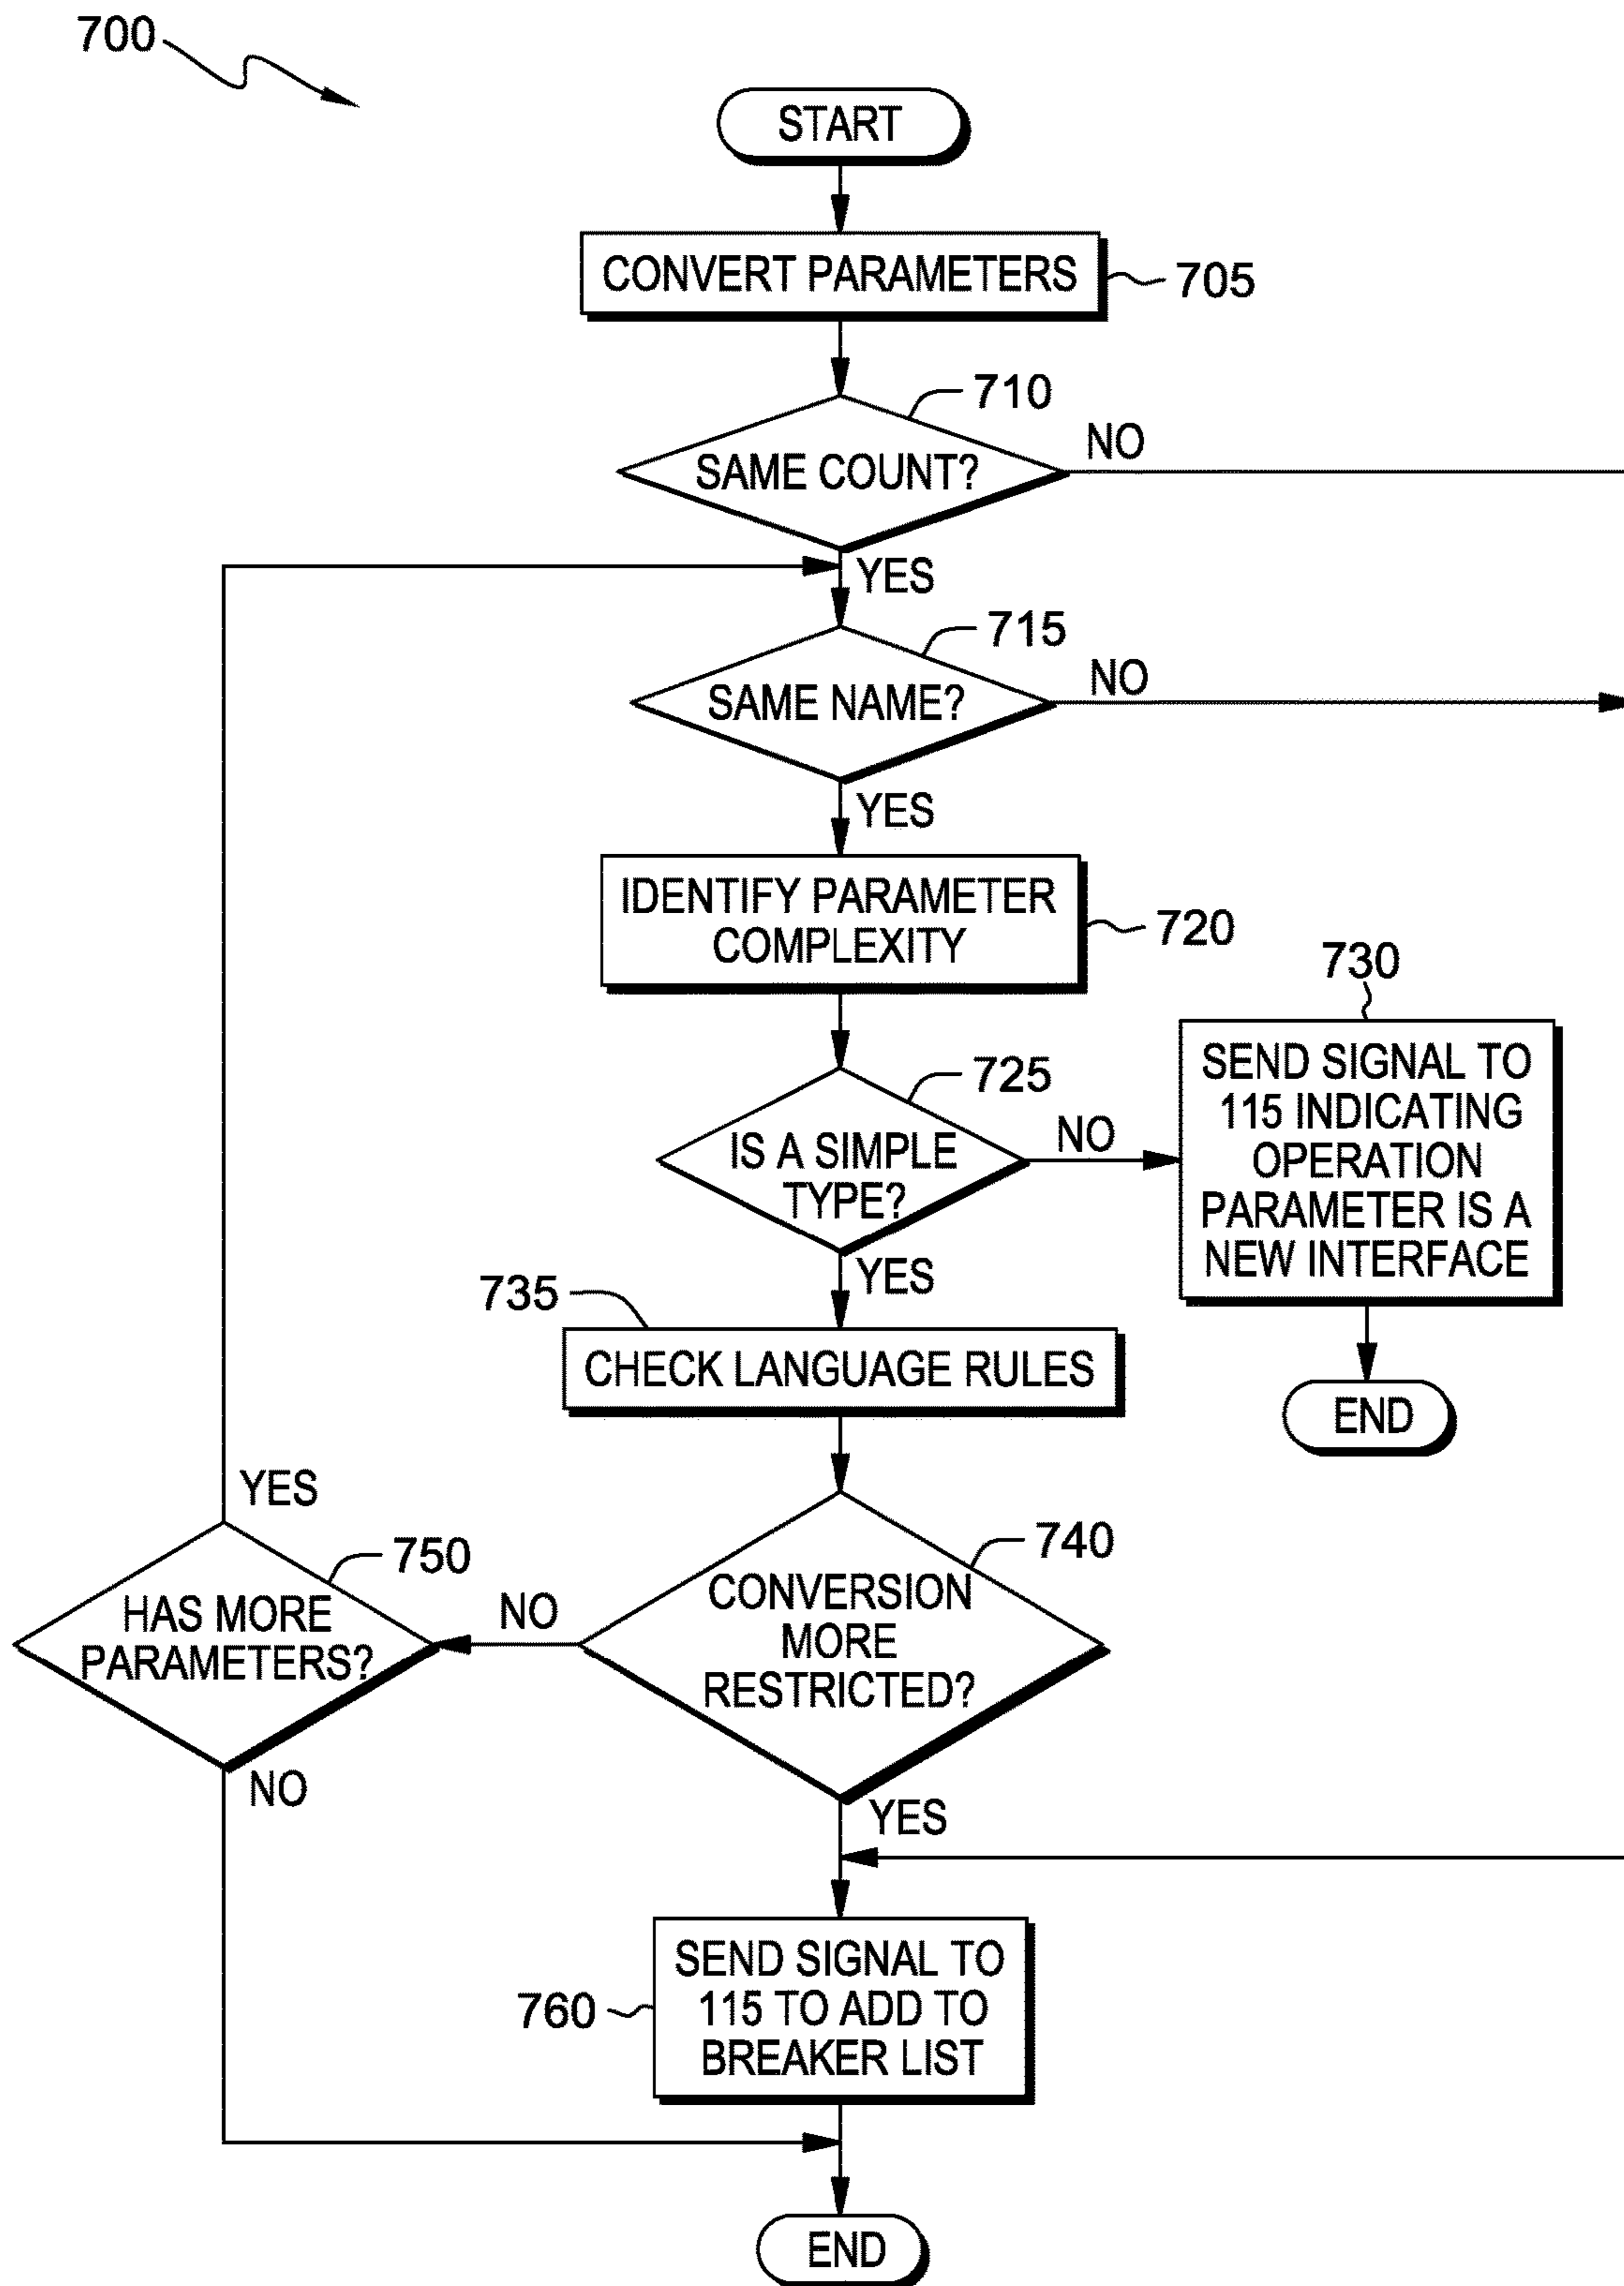 700
START
CONVERT PARAMETERS
705
710
SAME COUNT?
NO
YES
715
SAME NAME?
NO
YES
IDENTIFY PARAMETER
COMPLEXITY
720
725
IS A SIMPLE
TYPE?
NO
YES
730
SEND SIGNAL TO
115 INDICATING
OPERATION
PARAMETER IS A
NEW INTERFACE
END
735
CHECK LANGUAGE RULES
740
CONVERSION
MORE
RESTRICTED?
NO
YES
750
HAS MORE
PARAMETERS?
YES
NO
760
SEND SIGNAL TO
115 TO ADD TO
BREAKER LIST
END